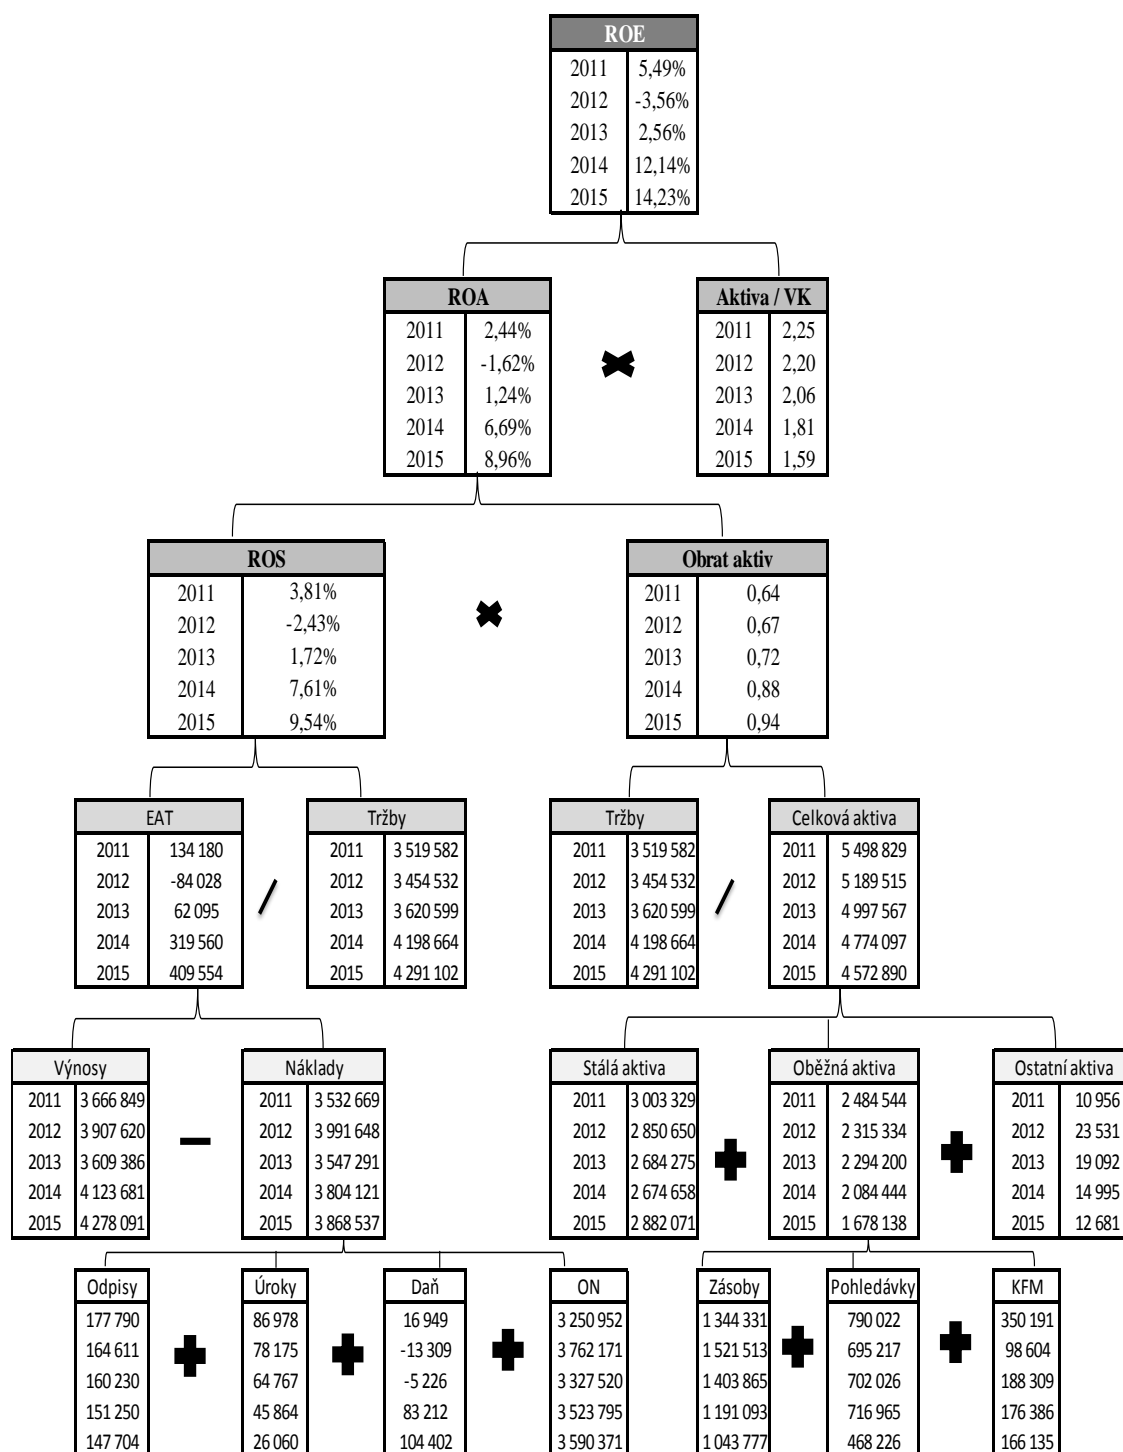 ROE
2011 5,49%
2012 -3,56%
2013 2,56%
2014 12,14%
2015 14,23%
ROA
2011 2,44%
2012 -1,62%
2013 1,24%
2014 6,69%
2015 8,96%
Aktiva / VK
2011 2,25
2012 2,20
2013 2,06
2014 1,81
2015 1,59
ROS
2011 3,81%
2012 -2,43%
2013 1,72%
2014 7,61%
2015 9,54%
Obrat aktiv
2011 0,64
2012 0,67
2013 0,72
2014 0,88
2015 0,94
EAT
2011 134 180
2012 -84 028
2013 62 095
2014 319 560
2015 409 554
/
Tržby
2011 3 519 582
2012 3 454 532
2013 3 620 599
2014 4 198 664
2015 4 291 102
Tržby
2011 3 519 582
2012 3 454 532
2013 3 620 599
2014 4 198 664
2015 4 291 102
/
Celková aktiva
2011 5 498 829
2012 5 189 515
2013 4 997 567
2014 4 774 097
2015 4 572 890
Výnosy
2011 3 666 849
2012 3 907 620
2013 3 609 386
2014 4 123 681
2015 4 278 091
Náklady
2011 3 532 669
2012 3 991 648
2013 3 547 291
2014 3 804 121
2015 3 868 537
Stálá aktiva
2011 3 003 329
2012 2 850 650
2013 2 684 275
2014 2 674 658
2015 2 882 071
Oběžná aktiva
2011 2 484 544
2012 2 315 334
2013 2 294 200
2014 2 084 444
2015 1 678 138
Ostatní aktiva
2011 10 956
2012 23 531
2013 19 092
2014 14 995
2015 12 681
Odpisy
177 790
164 611
160 230
151 250
147 704
Úroky
86 978
78 175
64 767
45 864
26 060
Daň
16 949
-13 309
-5 226
83 212
104 402
ON
3 250 952
3 762 171
3 327 520
3 523 795
3 590 371
Zásoby
1 344 331
1 521 513
1 403 865
1 191 093
1 043 777
Pohledávky
790 022
695 217
702 026
716 965
468 226
KFM
350 191
98 604
188 309
176 386
166 135